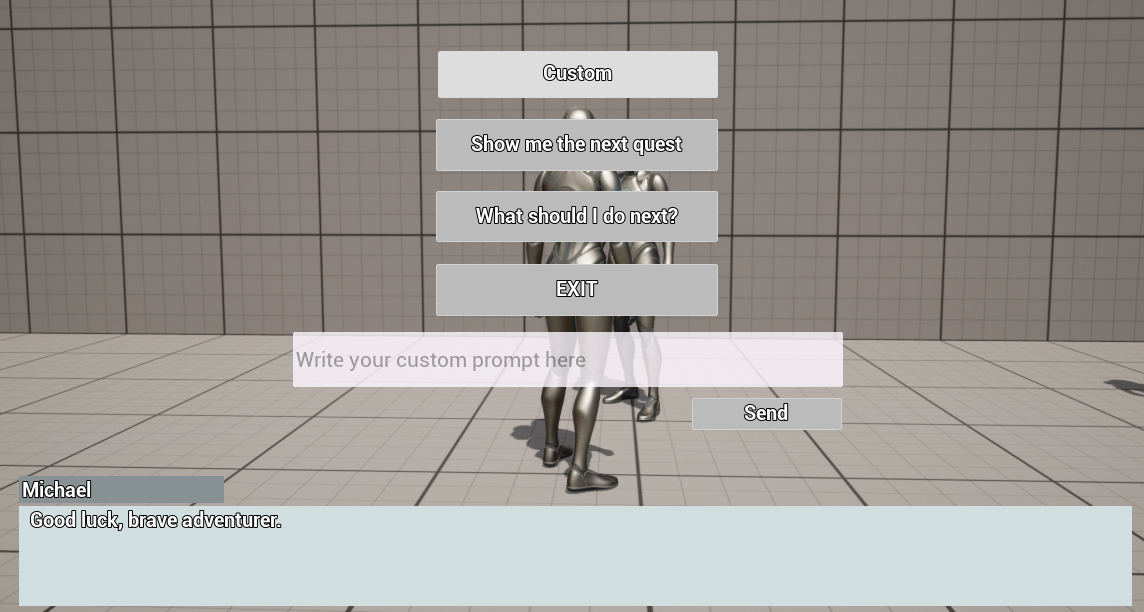 Custom
Show me the next quest
What should I do next?
EXIT
Write your custom prompt here
Send
Michael
Good luck, brave adventurer.